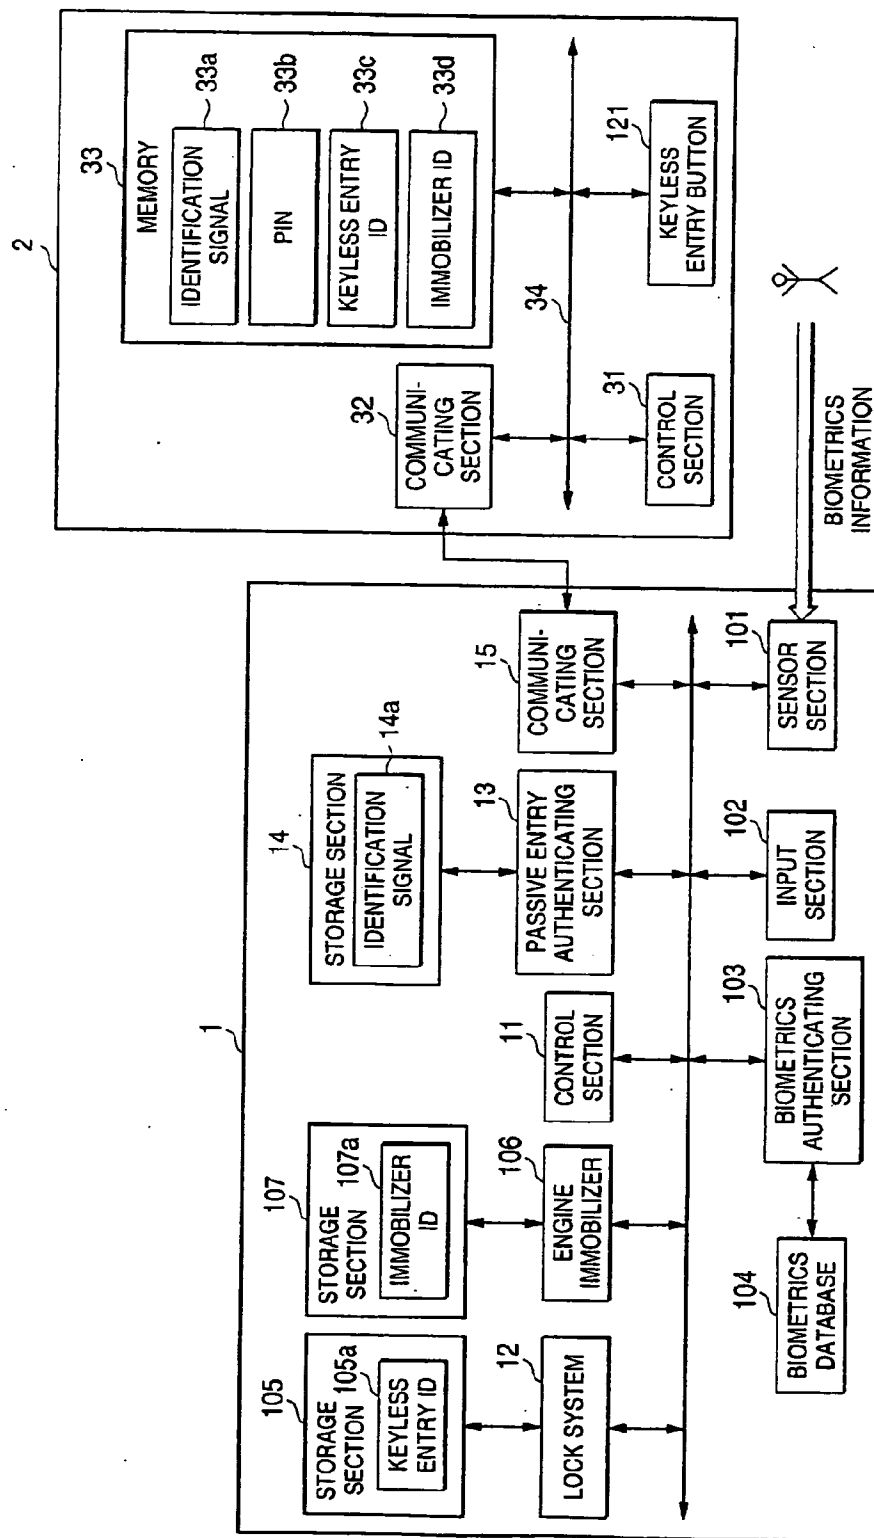 2
33
MEMORY
33a
IDENTIFICATION
SIGNAL
33b
PIN
33c
KEYLESS ENTRY
ID
33d
IMMOBILIZER ID
32
COMMUNI-
CATING
SECTION
34
31
CONTROL
SECTION
121
KEYLESS
ENTRY BUTTON
BIOMETRICS
INFORMATION
1
105
STORAGE
SECTION
105a
KEYLESS
ENTRY ID
107
STORAGE
SECTION
107a
IMMOBILIZER
ID
14
STORAGE SECTION
14a
IDENTIFICATION
SIGNAL
12
LOCK SYSTEM
106
ENGINE
IMMOBILIZER
11
CONTROL
SECTION
13
PASSIVE ENTRY
AUTHENTICATING
SECTION
15
COMMUNI-
CATING
SECTION
104
BIOMETRICS
DATABASE
103
BIOMETRICS
AUTHENTICATING
SECTION
102
INPUT
SECTION
101
SENSOR
SECTION